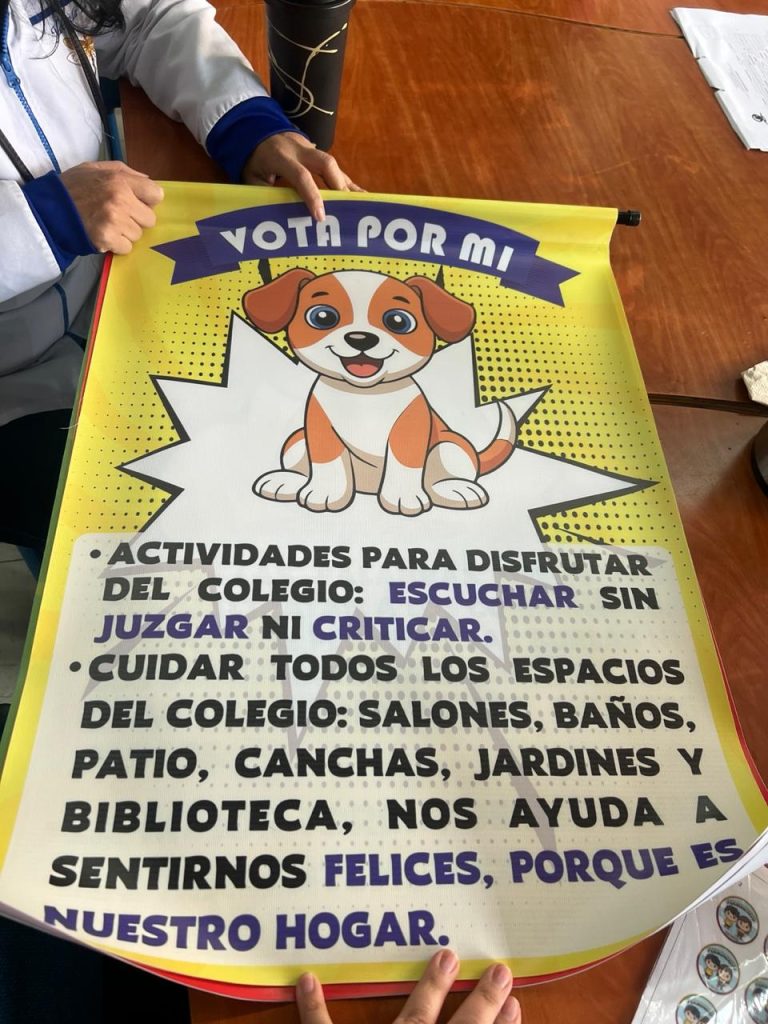 VOTA POR MI
• ACTIVIDADES PARA DISFRUTAR
DEL COLEGIO: ESCUCHAR SIN
JUZGAR NI CRITICAR.
• CUIDAR TODOS LOS ESPACIOS
DEL COLEGIO: SALONES, BAÑOS,
PATIO, CANCHAS, JARDINES Y
BIBLIOTECA, NOS AYUDA A
SENTIRNOS FELICES, PORQUE ES
NUESTRO HOGAR.